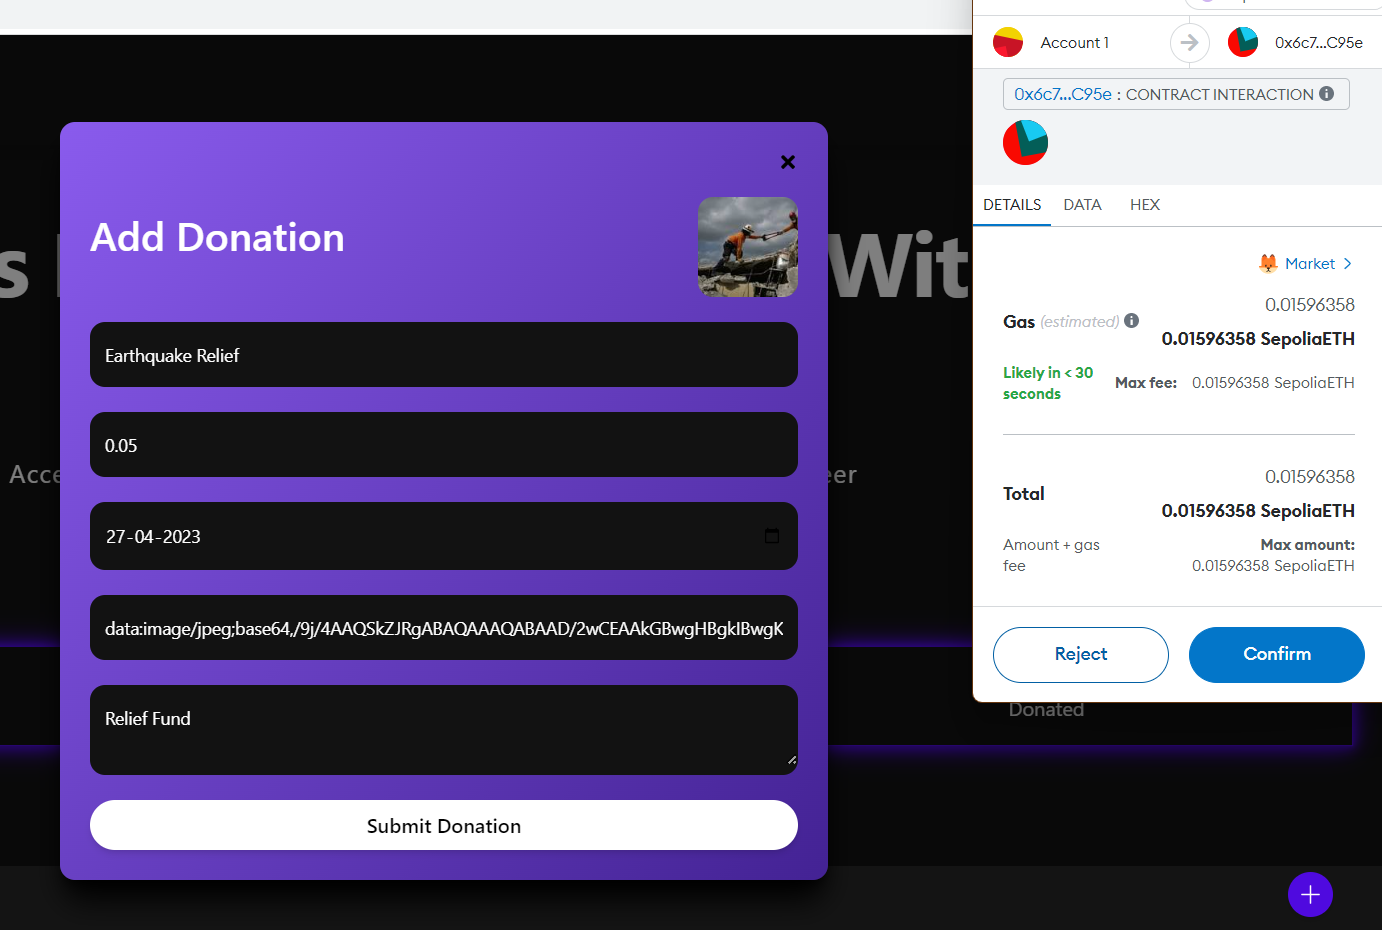 Add Donation
Earthquake Relief
0.05
27-04-2023
data:image/jpeg;base64,/9j/4AAQSkZJRgABAQAAAQABAAD/2wCEAAkGBwgHBgkIBwgK
Relief Fund
Submit Donation
s
Wit
Acce
eer
Donated
Account 1
0x6c7...C95e
0x6c7...C95e : CONTRACT INTERACTION
DETAILS DATA HEX
Market >
0.01596358
Gas (estimated)
0.01596358 SepoliaETH
Likely in < 30 seconds
Max fee: 0.01596358 SepoliaETH
0.01596358
Total
0.01596358 SepoliaETH
Amount + gas fee
Max amount:
0.01596358 SepoliaETH
Reject
Confirm